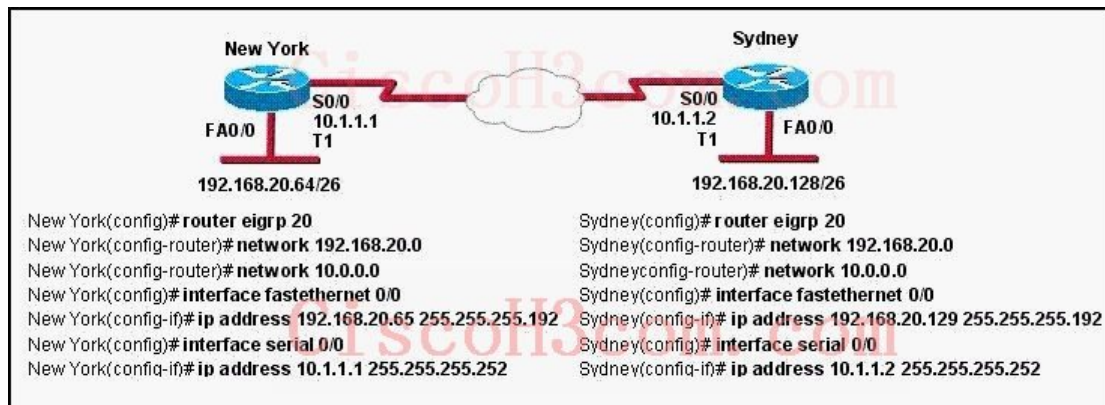 New York
Sydney
CiscoH3com.com
S0/0
10.1.1.1
T1
FA0/0
S0/0
10.1.1.2
T1
FA0/0
192.168.20.64/26
192.168.20.128/26
New York(config)# router eigrp 20
New York(config-router)# network 192.168.20.0
New York(config-router)# network 10.0.0.0
New York(config)# interface fastethernet 0/0
New York(config-if)# ip address 192.168.20.65 255.255.255.192
New York(config)# interface serial 0/0
New York(config-if)# ip address 10.1.1.1 255.255.255.252
Sydney(config)# router eigrp 20
Sydney(config-router)# network 192.168.20.0
Sydneyconfig-router)# network 10.0.0.0
Sydney(config)# interface fastethernet 0/0
Sydney(config-if)# ip address 192.168.20.129 255.255.255.192
Sydney(config)# interface serial 0/0
Sydney(config-if)# ip address 10.1.1.2 255.255.255.252
CiscoH3com.com